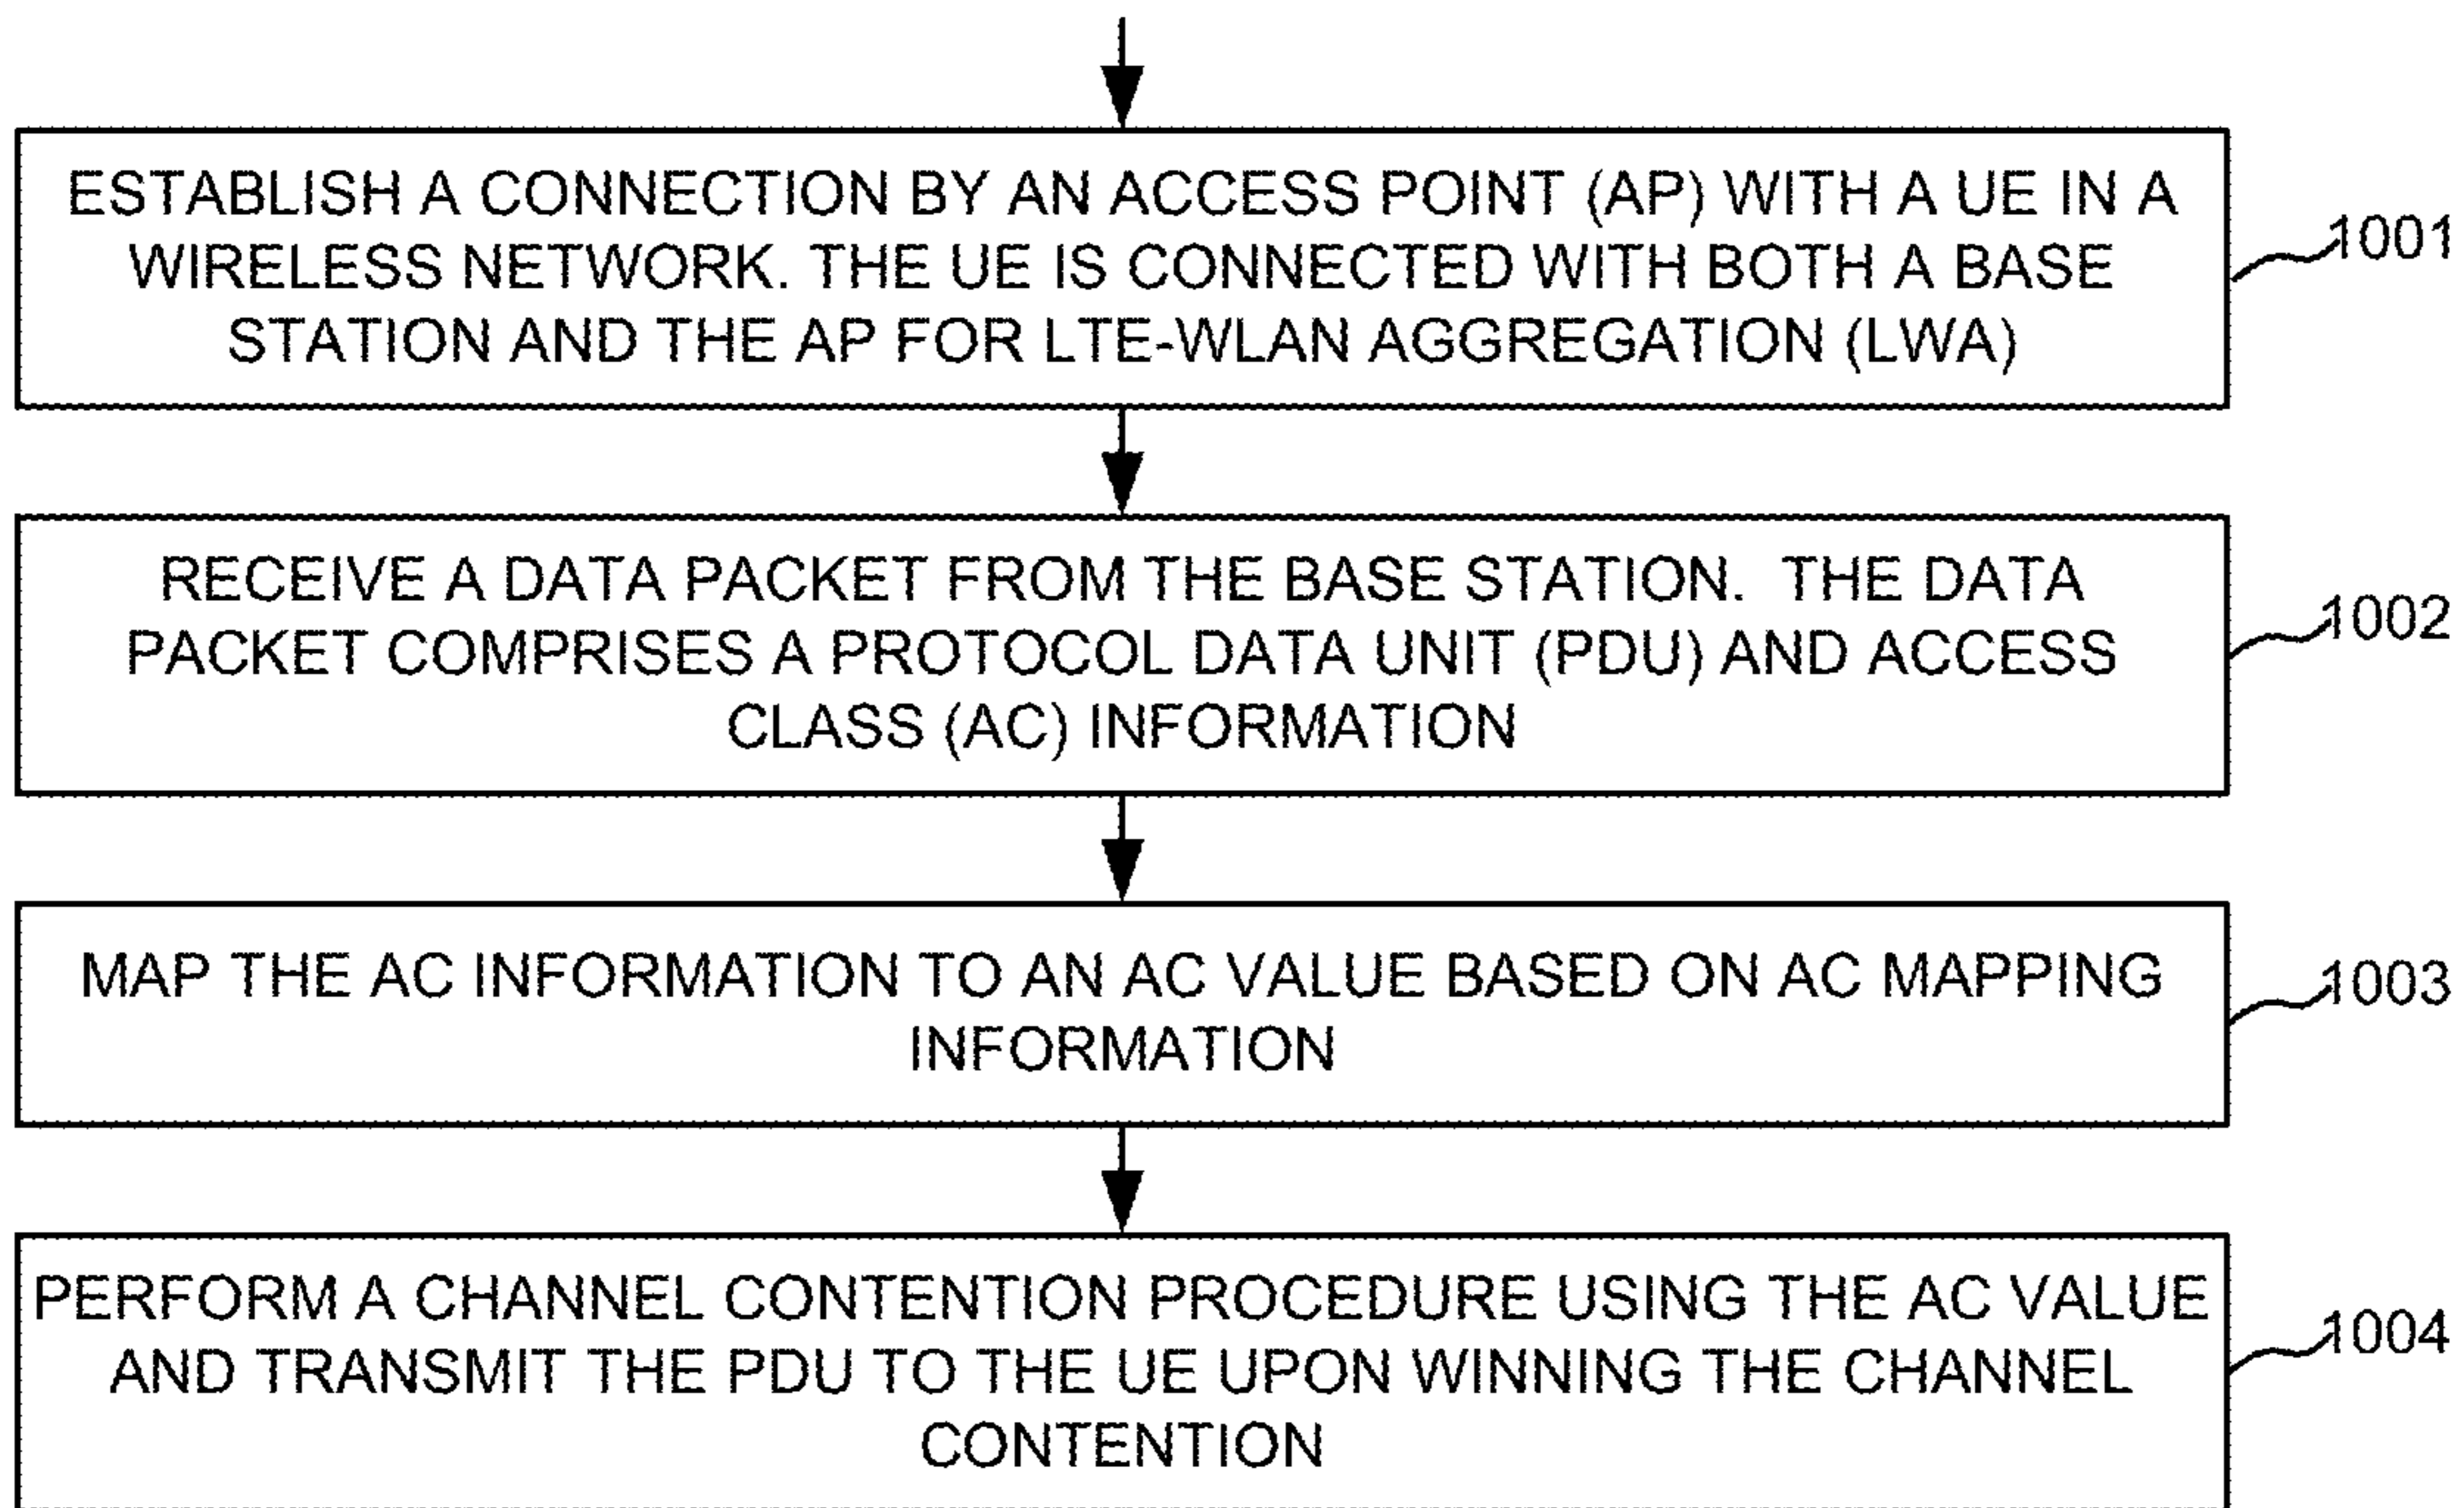 ESTABLISH A CONNECTION BY AN ACCESS POINT (AP) WITH A UE IN A
WIRELESS NETWORK. THE UE IS CONNECTED WITH BOTH A BASE
STATION AND THE AP FOR LTE-WLAN AGGREGATION (LWA)
1001
RECEIVE A DATA PACKET FROM THE BASE STATION. THE DATA
PACKET COMPRISES A PROTOCOL DATA UNIT (PDU) AND ACCESS
CLASS (AC) INFORMATION
1002
MAP THE AC INFORMATION TO AN AC VALUE BASED ON AC MAPPING
INFORMATION
1003
PERFORM A CHANNEL CONTENTION PROCEDURE USING THE AC VALUE
AND TRANSMIT THE PDU TO THE UE UPON WINNING THE CHANNEL
CONTENTION
1004